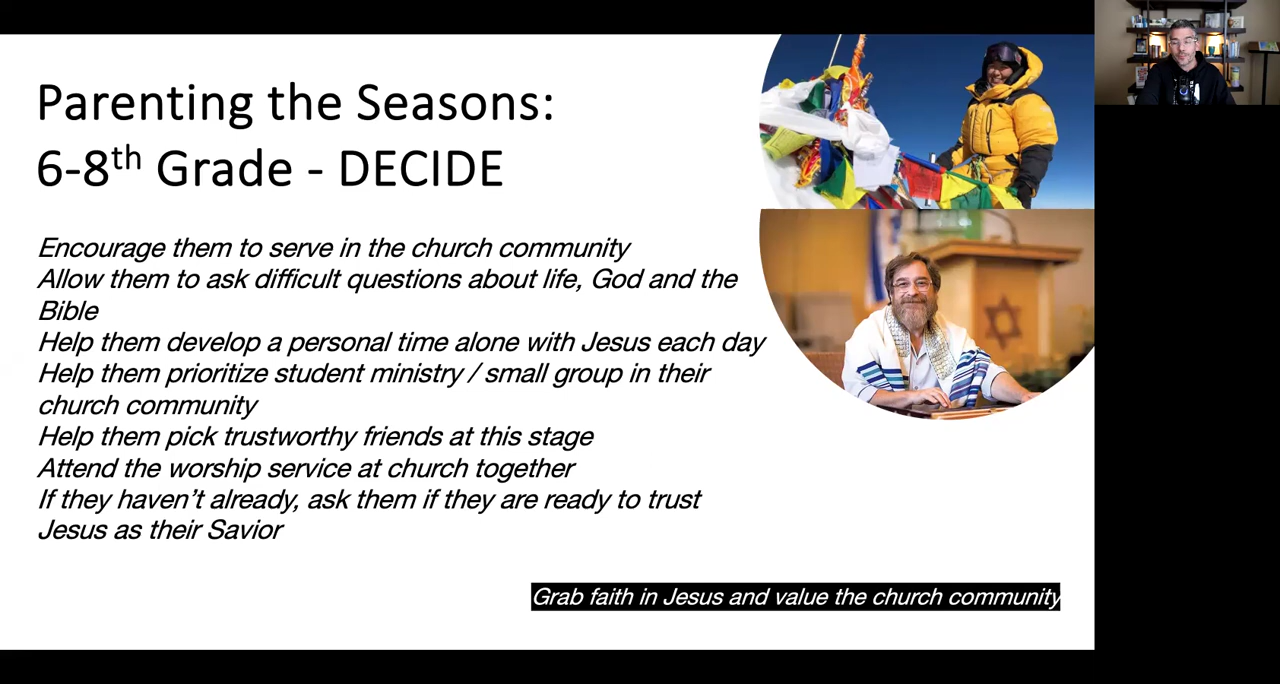 Parenting the Seasons:
6-8th Grade - DECIDE
Encourage them to serve in the church community
Allow them to ask difficult questions about life, God and the
Bible
Help them develop a personal time alone with Jesus each day
Help them prioritize student ministry / small group in their
church community
Help them pick trustworthy friends at this stage
Attend the worship service at church together
If they haven't already, ask them if they are ready to trust
Jesus as their Savior
Grab faith in Jesus and value the church community